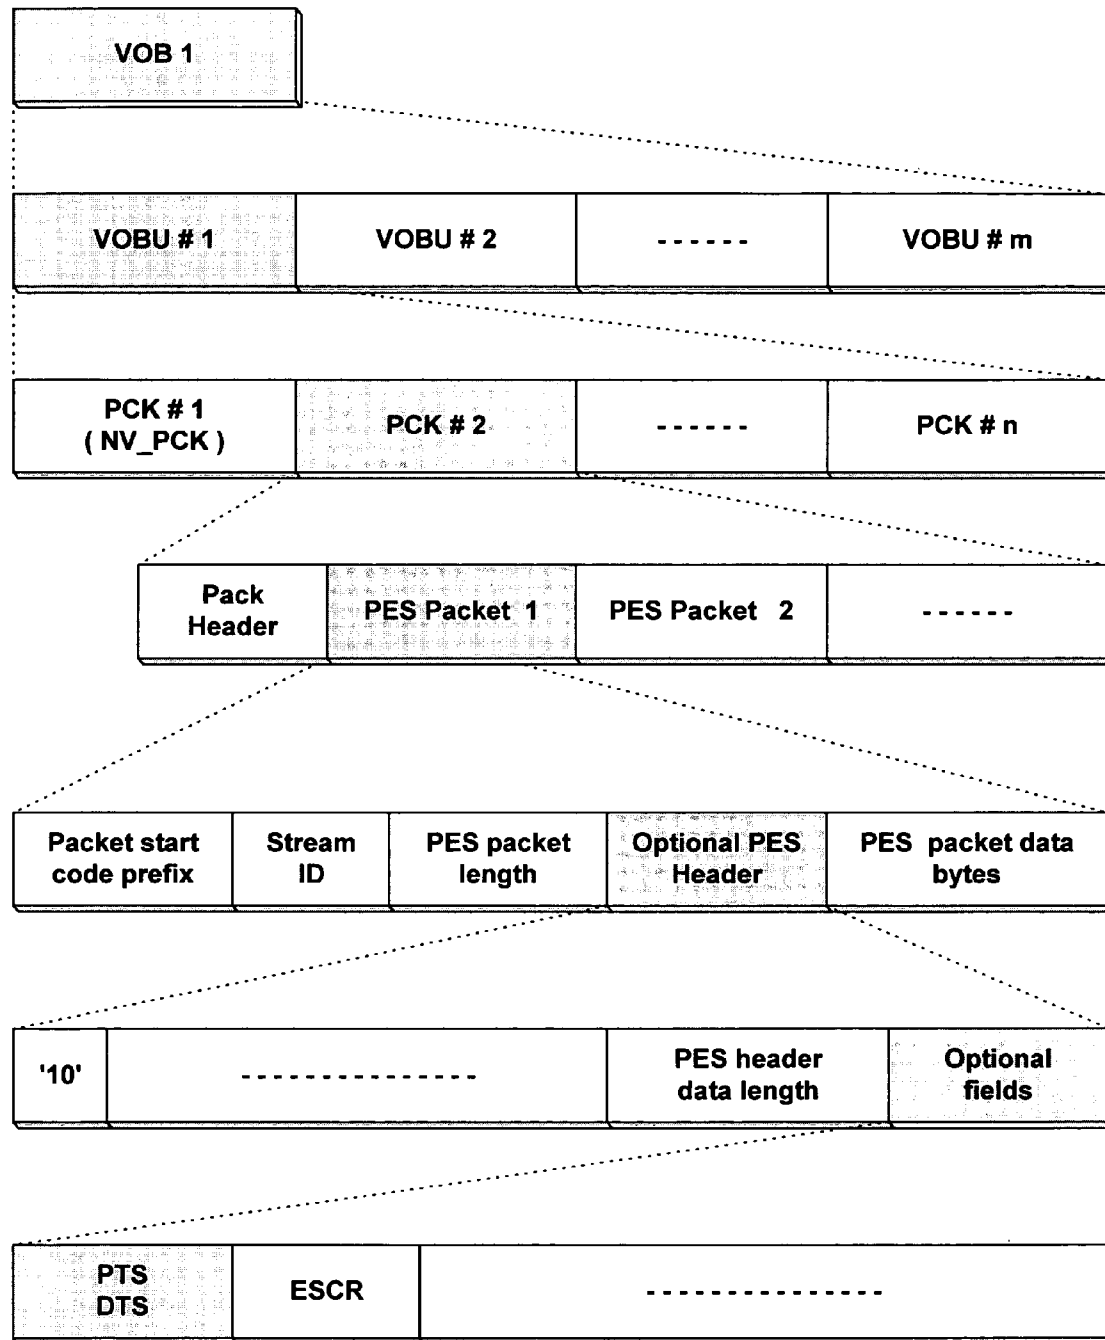 VOB 1
VOBU # 1 VOBU # 2 ------ VOBU # m
PCK # 1
( NV_PCK )
PCK # 2 ------ PCK # n
Pack
Header
PES Packet 1 PES Packet 2 ------
Packet start
code prefix
Stream
ID
PES packet
length
Optional PES
Header
PES packet data
bytes
'10' ---------------
PES header
data length
Optional
fields
PTS
DTS
ESCR ---------------